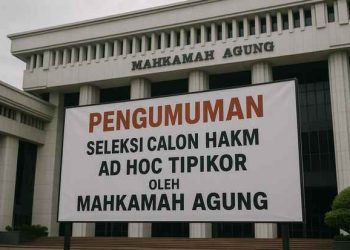 MAHKAMAH AGUNG
PENGUMUMAN
SELEKSI CALON HAKM
AD HOC TIPIKOR
OLEH
MAHKAMAH AGUNG